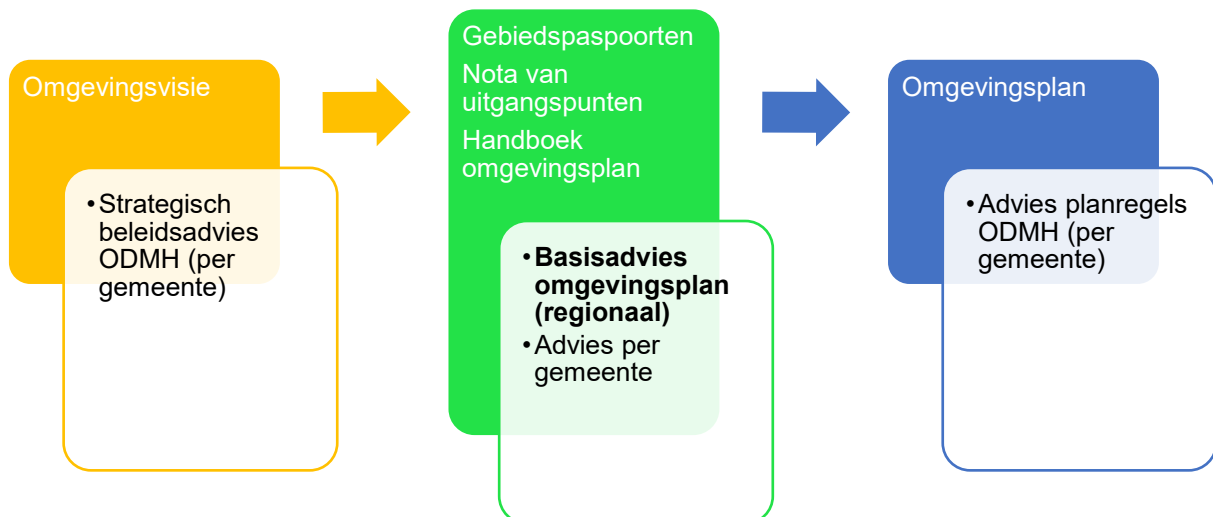 Omgevingsvisie
• Strategisch
beleidsadvies
ODMH (per
gemeente)
Gebiedspaspoorten
Nota van
uitgangspunten
Handboek
omgevingsplan
• Basisadvies
omgevingsplan
(regionaal)
• Advies per
gemeente
Omgevingsplan
• Advies planregels
ODMH (per
gemeente)